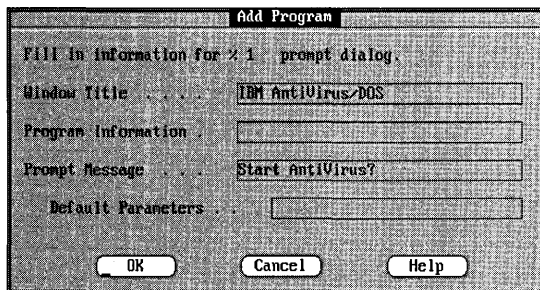 Add Program
Fill in information for % 1 prompt dialog.
Window Title . . . . IBM AntiVirus/DOS
Program Information .
Prompt Message . . . Start AntiVirus?
Default Parameters . .
OK Cancel Help